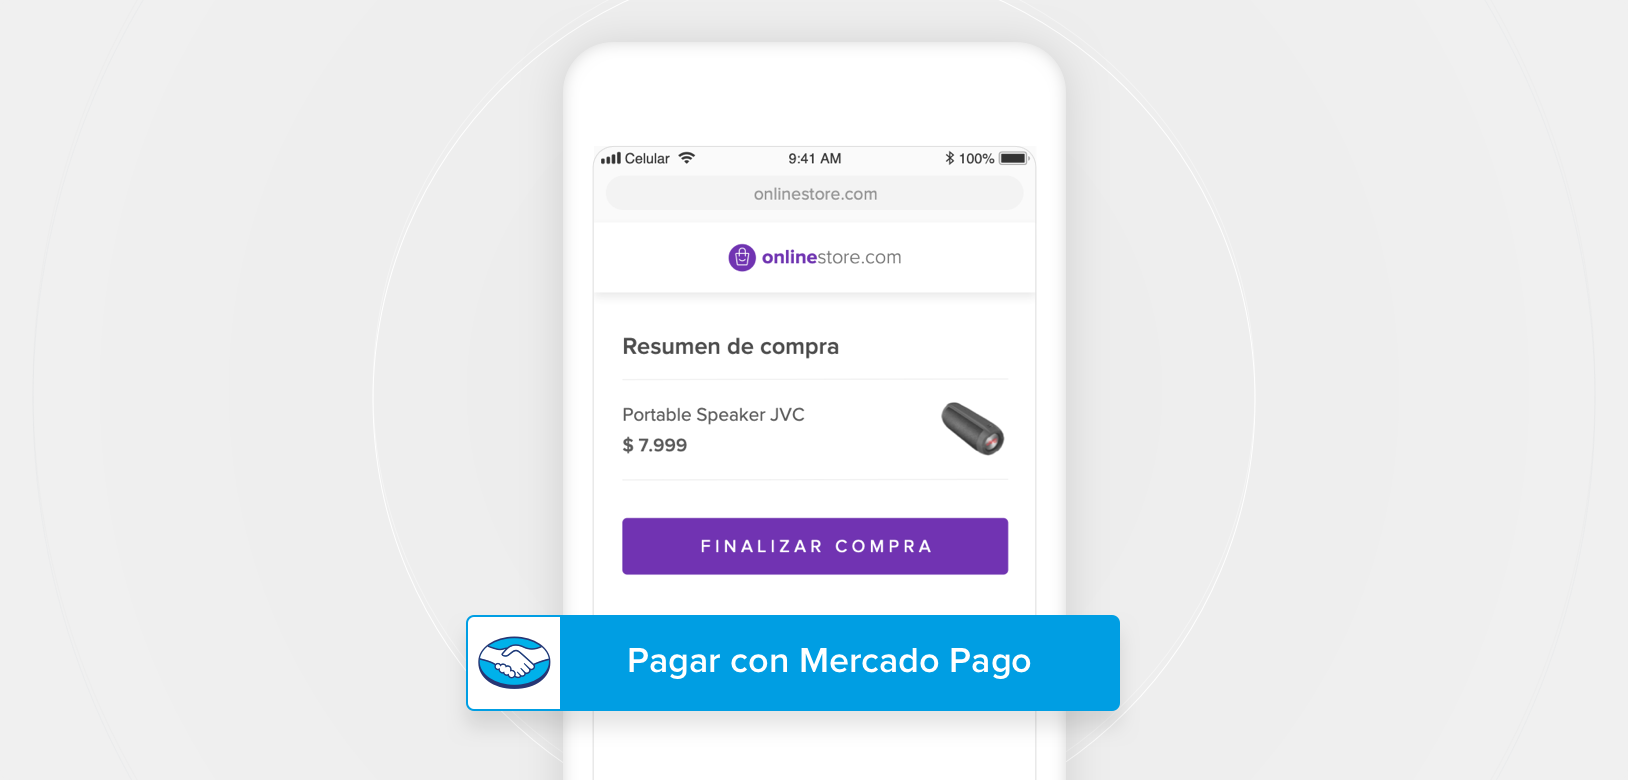 Celular 9:41 AM 100%
onlinestore.com
onlinestore.com
Resumen de compra
Portable Speaker JVC
$ 7.999
FINALIZAR COMPRA
Pagar con Mercado Pago